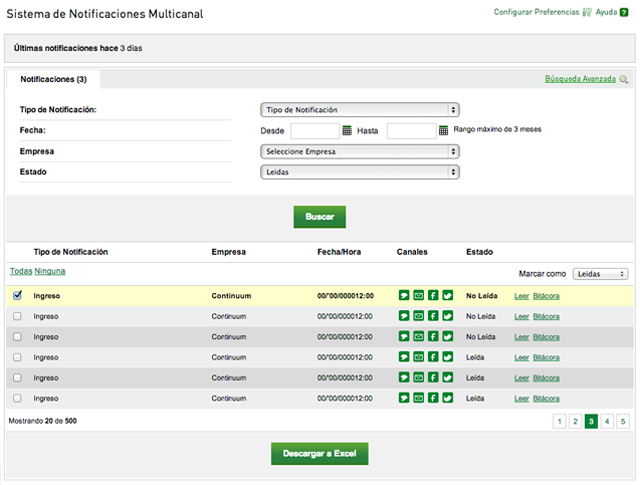 Sistema de Notificaciones Multicanal
Configurar Preferencias Ayuda ?
Últimas notificaciones hace 3 días
Notificaciones (3)
Búsqueda Avanzada
Tipo de Notificación: Tipo de Notificación
Fecha: Desde Hasta Rango máximo de 3 meses
Empresa Seleccione Empresa
Estado Leidas
Buscar
Tipo de Notificación Empresa Fecha/Hora Canales Estado
Todas Ninguna Marcar como Leidas
Ingreso Continuum 00/'00/000012:00 No Leída Leer Bitácora
Ingreso Continuum 00/00/000012:00 No Leída Leer Bitácora
Ingreso Continuum 00/00/000012:00 No Leída Leer Bitácora
Ingreso Continuum 00/00/000012:00 Leída Leer Bitácora
Ingreso Continuum 00/00/000012:00 Leída Leer Bitácora
Ingreso Continuum 00/00/000012:00 Leída Leer Bitácora
Mostrando 20 de 500 1 2 3 4 5
Descargar a Excel